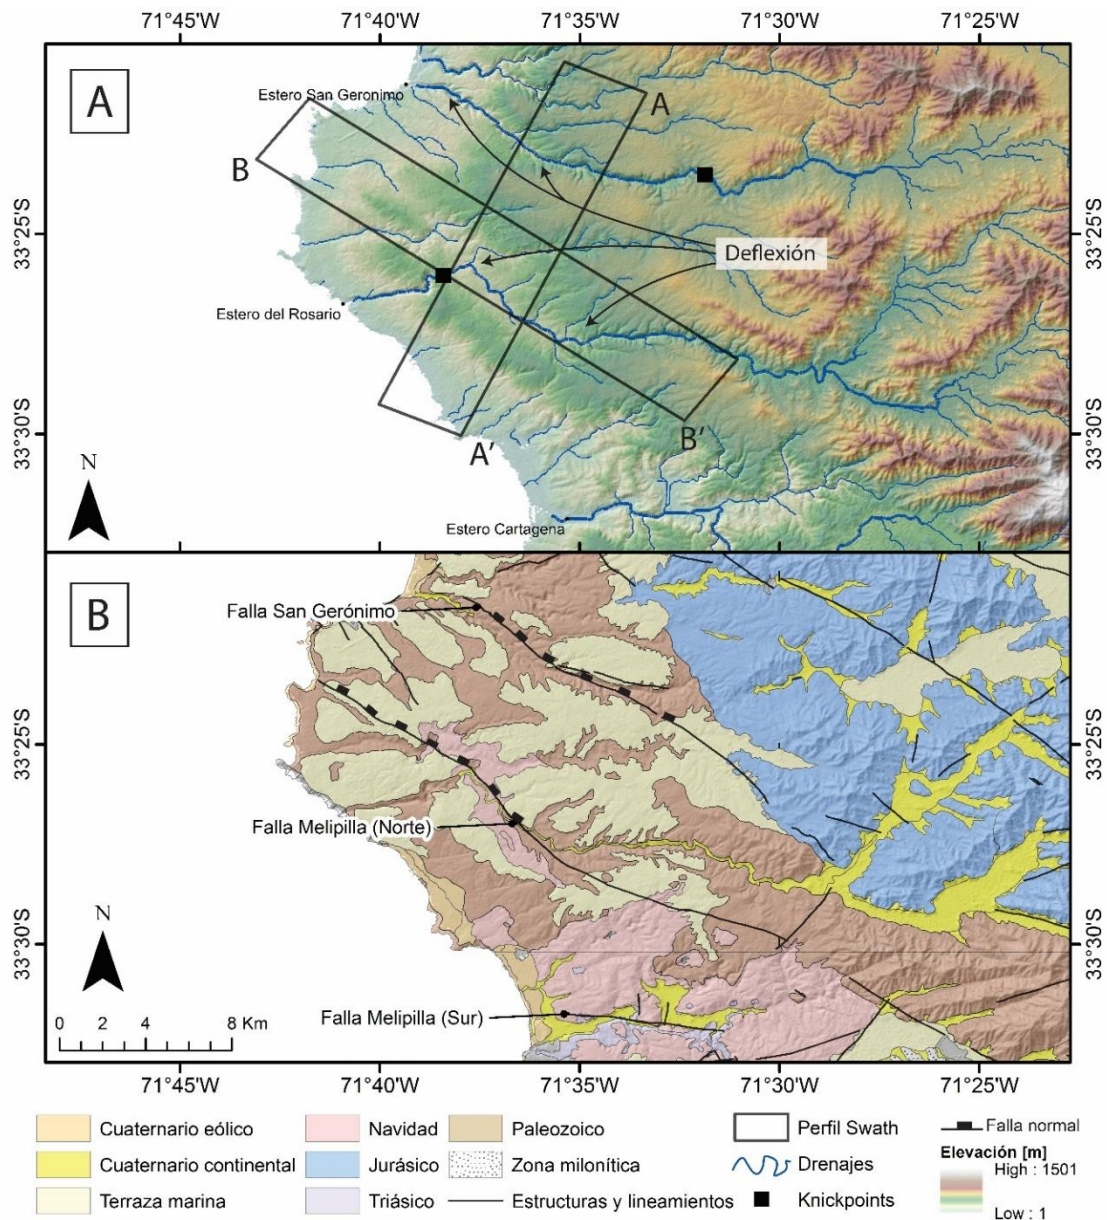 71°45'W 71°40'W 71°35'W 71°30'W 71°25'W
A
Estero San Geronimo
A
B
33°25'S
33°25'S
Deflexión
Estero del Rosario
33°30'S
33°30'S
A'
B'
N
Estero Cartagena
B
Falla San Gerónimo
33°25'S
33°25'S
Falla Melipilla (Norte)
N
33°30'S
33°30'S
0 2 4 8 Km
Falla Melipilla (Sur)
71°45'W 71°40'W 71°35'W 71°30'W 71°25'W
Cuaternario eólico Navidad Paleozoico Perfil Swath Falla normal
Cuaternario continental Jurásico Zona milonítica Drenajes Elevación [m]
High : 1501
Terraza marina Triásico Estructuras y lineamientos Knickpoints
Low : 1